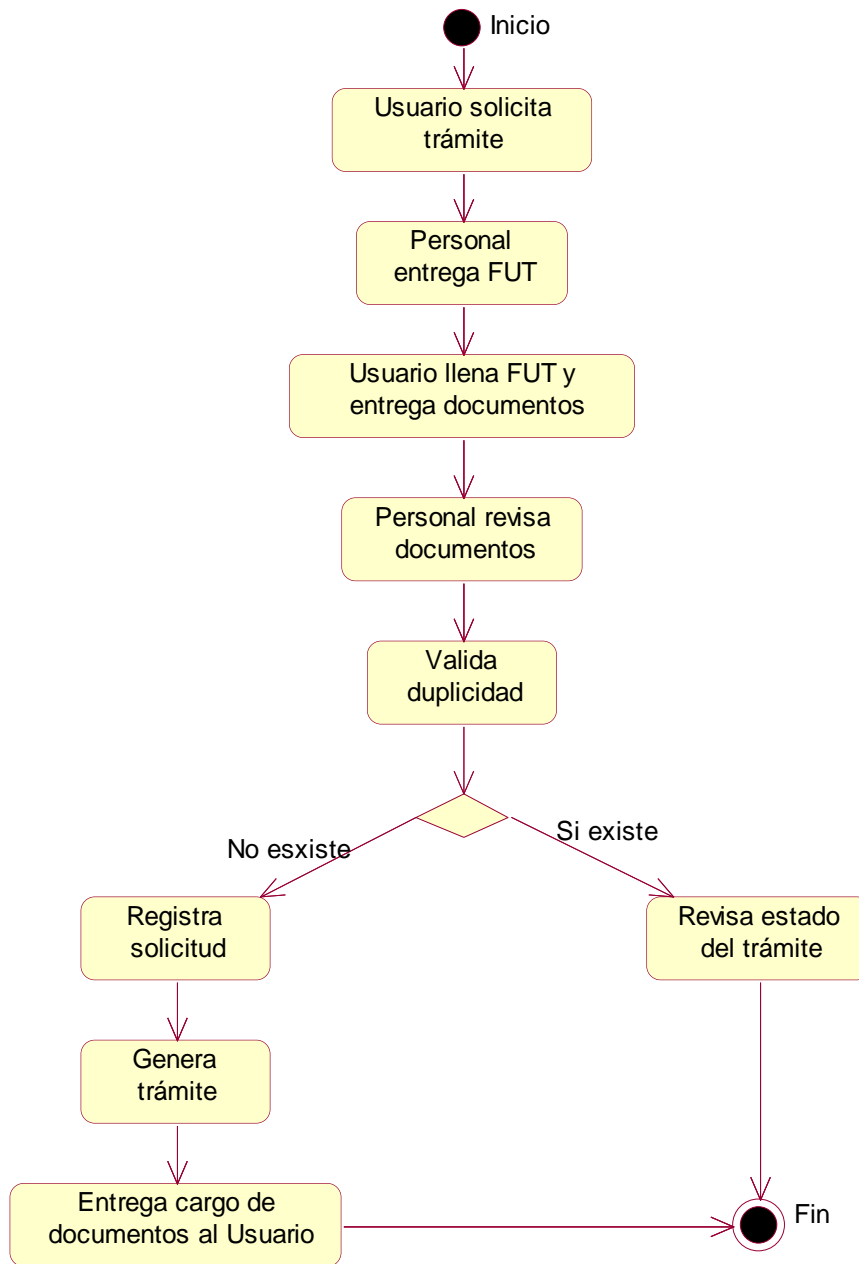 Inicio
Usuario solicita
trámite
Personal
entrega FUT
Usuario llena FUT y
entrega documentos
Personal revisa
documentos
Valida
duplicidad
No esxiste
Si existe
Registra
solicitud
Revisa estado
del trámite
Genera
trámite
Entrega cargo de
documentos al Usuario
Fin